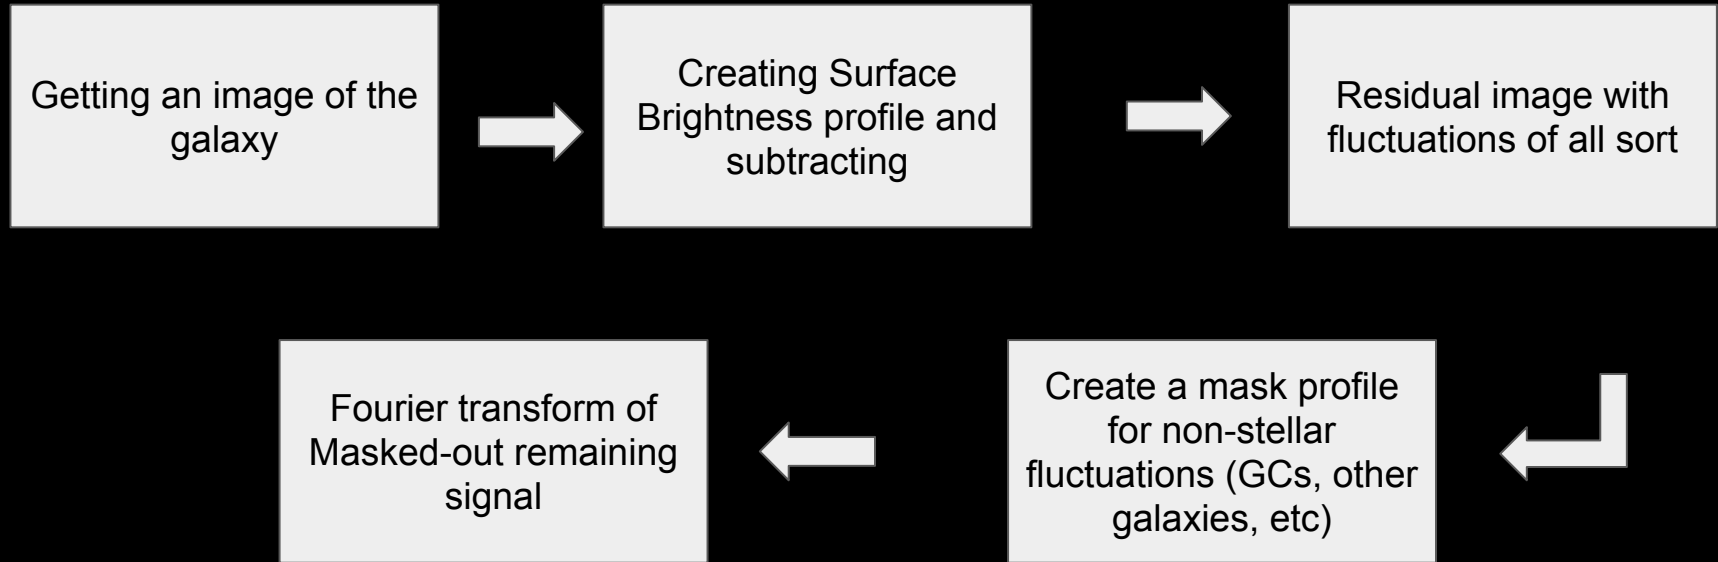 Getting an image of the
galaxy
Creating Surface
Brightness profile and
subtracting
Residual image with
fluctuations of all sort
Create a mask profile
for non-stellar
fluctuations (GCs, other
galaxies, etc)
Fourier transform of
Masked-out remaining
signal